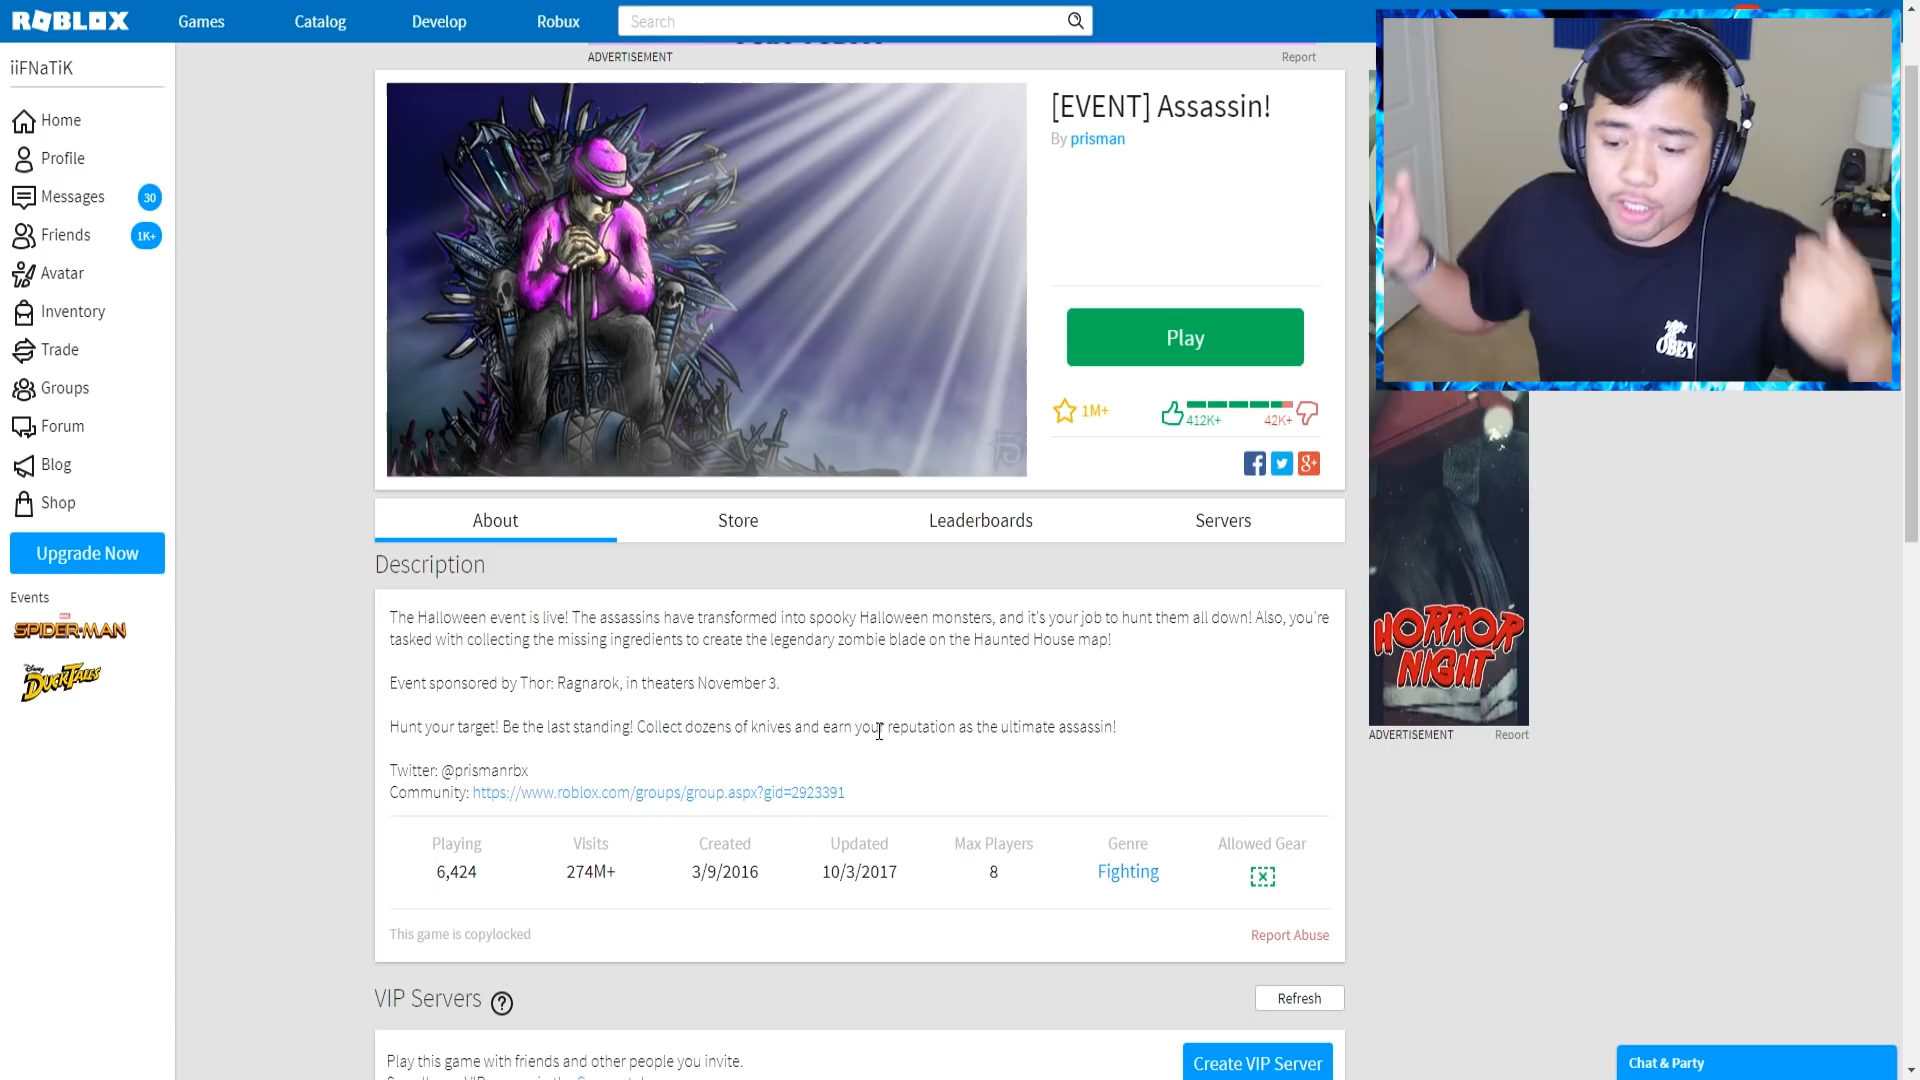 ROBLOX
Games
Catalog
Develop
Robux
Search
iiFNaTiK
Home
Profile
Messages
30
Friends
1K+
Avatar
Inventory
Trade
Groups
Forum
Blog
Shop
Upgrade Now
Events
MARVEL
SPIDER-MAN
Disney
DuckTales
ADVERTISEMENT
Report
[EVENT] Assassin!
By prisman
Play
1M+
412K+
42K+
About
Store
Leaderboards
Servers
Description
The Halloween event is live! The assassins have transformed into spooky Halloween monsters, and it's your job to hunt them all down! Also, you're
tasked with collecting the missing ingredients to create the legendary zombie blade on the Haunted House map!
Event sponsored by Thor: Ragnarok, in theaters November 3.
Hunt your target! Be the last standing! Collect dozens of knives and earn your reputation as the ultimate assassin!
Twitter: @prismanrbx
Community: https://www.roblox.com/groups/group.aspx?gid=2923391
Playing
Visits
Created
Updated
Max Players
Genre
Allowed Gear
6,424
274M+
3/9/2016
10/3/2017
8
Fighting
This game is copylocked
Report Abuse
VIP Servers
Refresh
Play this game with friends and other people you invite.
Create VIP Server
OBEY
HORROR
NIGHT
ADVERTISEMENT
Report
Chat & Party